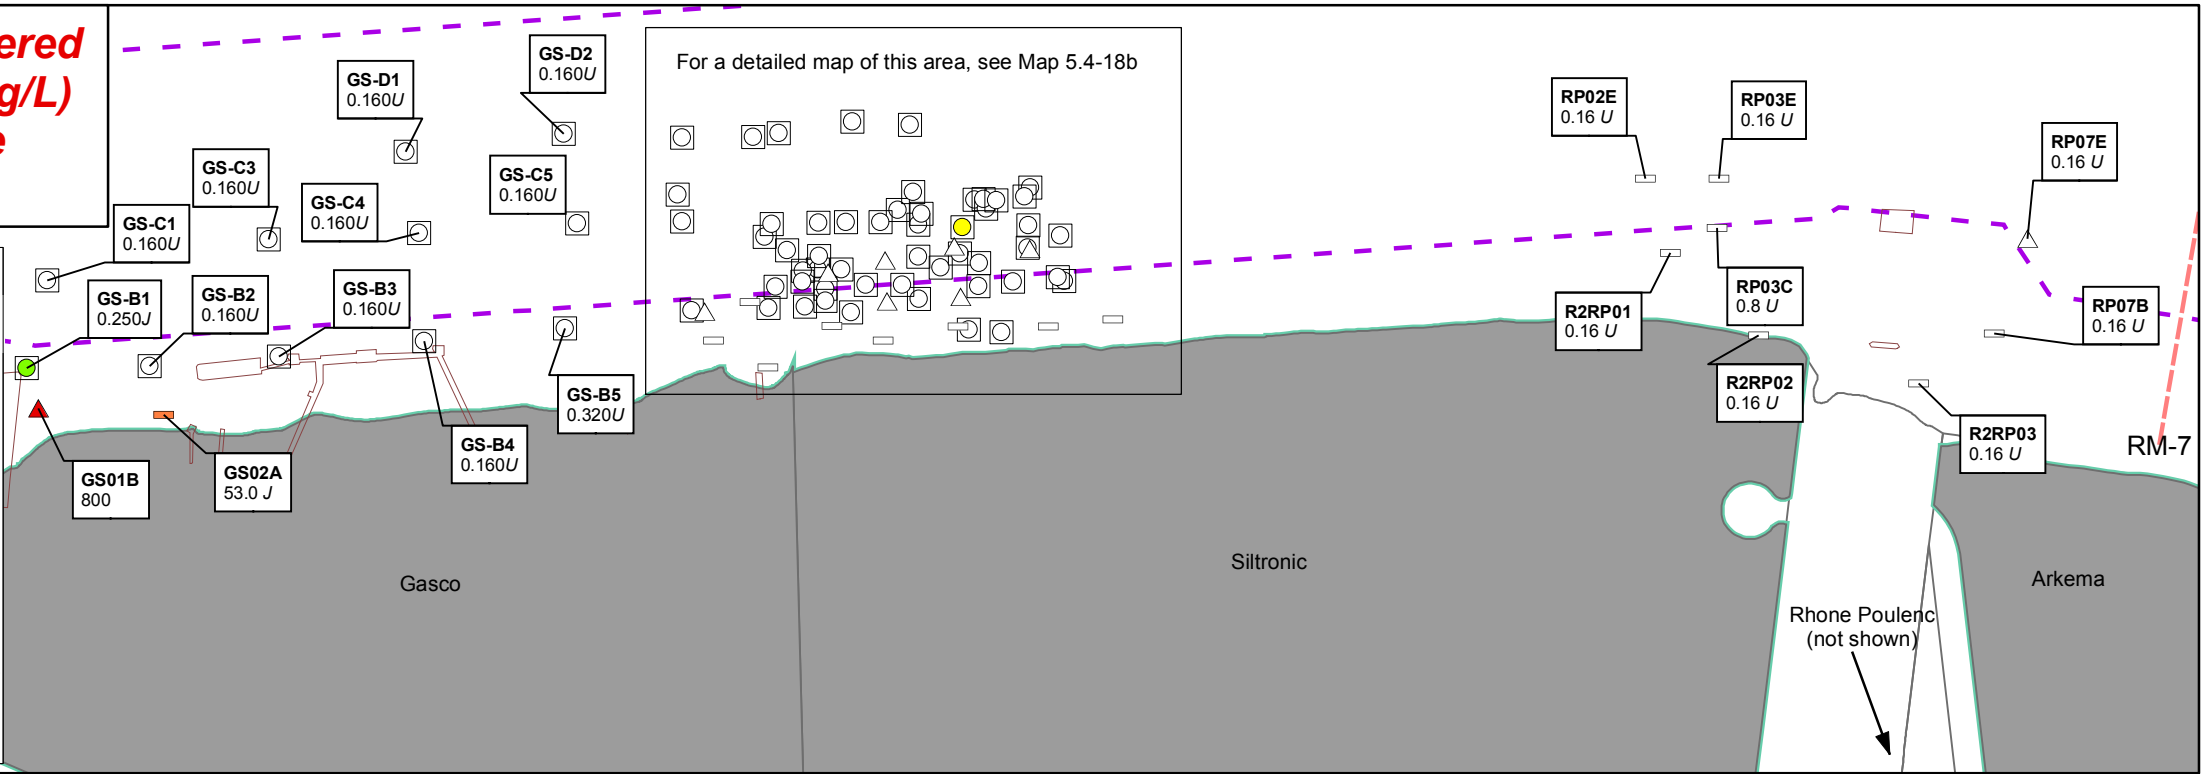 ered
g/L)
e
For a detailed map of this area, see Map 5.4-18b
GS-D2
0.160U
GS-D1
0.160U
GS-C3
0.160U
GS-C4
0.160U
GS-C5
0.160U
GS-C1
0.160U
GS-B1
0.250J
GS-B2
0.160U
GS-B3
0.160U
GS-B5
0.320U
GS-B4
0.160U
GS01B
800
GS02A
53.0 J
RP02E
0.16 U
RP03E
0.16 U
RP07E
0.16 U
RP03C
0.8 U
R2RP01
0.16 U
RP07B
0.16 U
R2RP02
0.16 U
R2RP03
0.16 U
RM-7
Gasco
Siltronic
Arkema
Rhone Poulenc
(not shown)